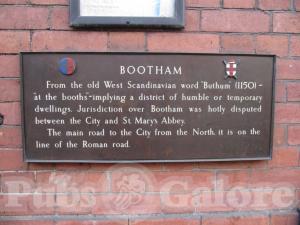 BOOTHAM
From the old West Scandinavian word "Buthum (1150) -
"at the booths"-implying a district of humble or temporary
dwellings. Jurisdiction over Bootham was hotly disputed
between the City and St. Mary's Abbey.
The main road to the City from the North, it is on the
line of the Roman road.
Pubs Galore